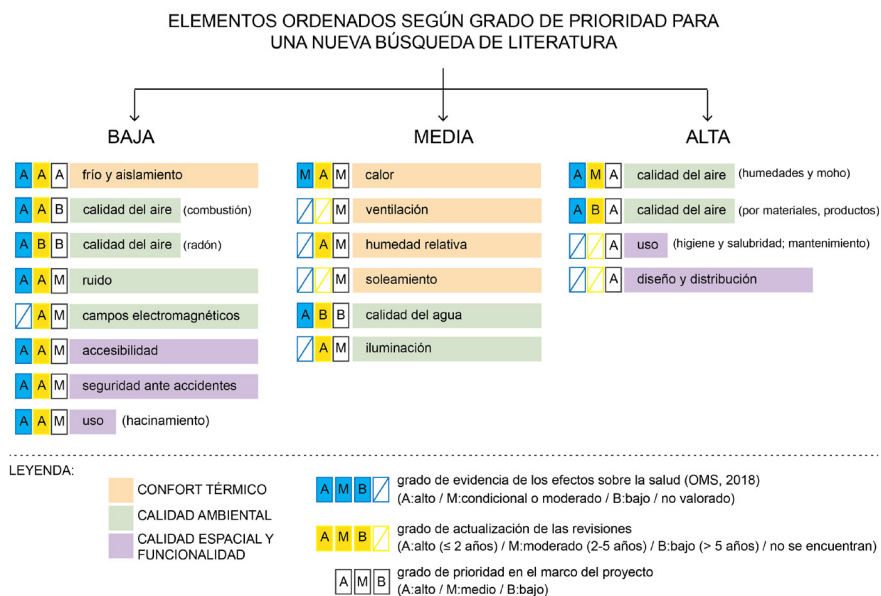 ELEMENTOS ORDENADOS SEGÚN GRADO DE PRIORIDAD PARA
UNA NUEVA BÚSQUEDA DE LITERATURA
BAJA
A A A frío y aislamiento
A A B calidad del aire (combustión)
A B B calidad del aire (radón)
A A M ruido
A M campos electromagnéticos
A A M accesibilidad
A A M seguridad ante accidentes
A A M uso (hacinamiento)
MEDIA
M A M calor
M ventilación
A M humedad relativa
M soleamiento
A B B calidad del agua
A M iluminación
ALTA
A M A calidad del aire (humedades y moho)
A B A calidad del aire (por materiales, productos)
A uso (higiene y salubridad; mantenimiento)
A diseño y distribución
LEYENDA:
CONFORT TÉRMICO
CALIDAD AMBIENTAL
CALIDAD ESPACIAL Y
FUNCIONALIDAD
A M B grado de evidencia de los efectos sobre la salud (OMS, 2018)
(A:alto / M:condicional o moderado / B:bajo / no valorado)
A M B grado de actualización de las revisiones
(A:alto (≤ 2 años) / M:moderado (2-5 años) / B:bajo (> 5 años) / no se encuentran)
A M B grado de prioridad en el marco del proyecto
(A:alto / M:medio / B:bajo)